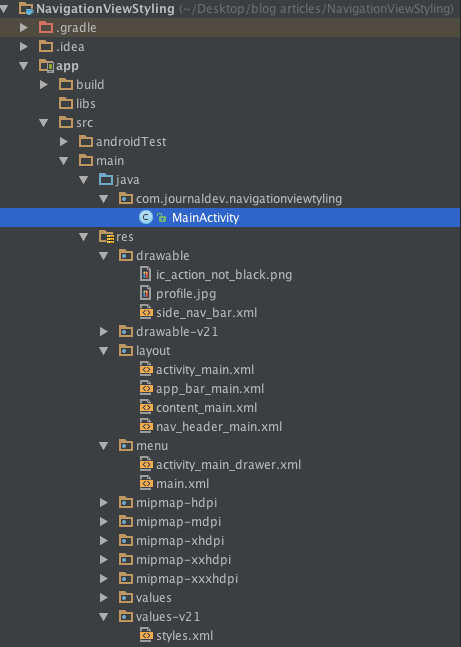 NavigationViewStyling (~/Desktop/blog articles/NavigationViewStyling)
.gradle
.idea
app
build
libs
src
androidTest
main
java
com.journaldev.navigationviewtyling
C MainActivity
res
drawable
ic_action_not_black.png
profile.jpg
side_nav_bar.xml
drawable-v21
layout
activity_main.xml
app_bar_main.xml
content_main.xml
nav_header_main.xml
menu
activity_main_drawer.xml
main.xml
mipmap-hdpi
mipmap-mdpi
mipmap-xhdpi
mipmap-xxhdpi
mipmap-xxxhdpi
values
values-v21
styles.xml